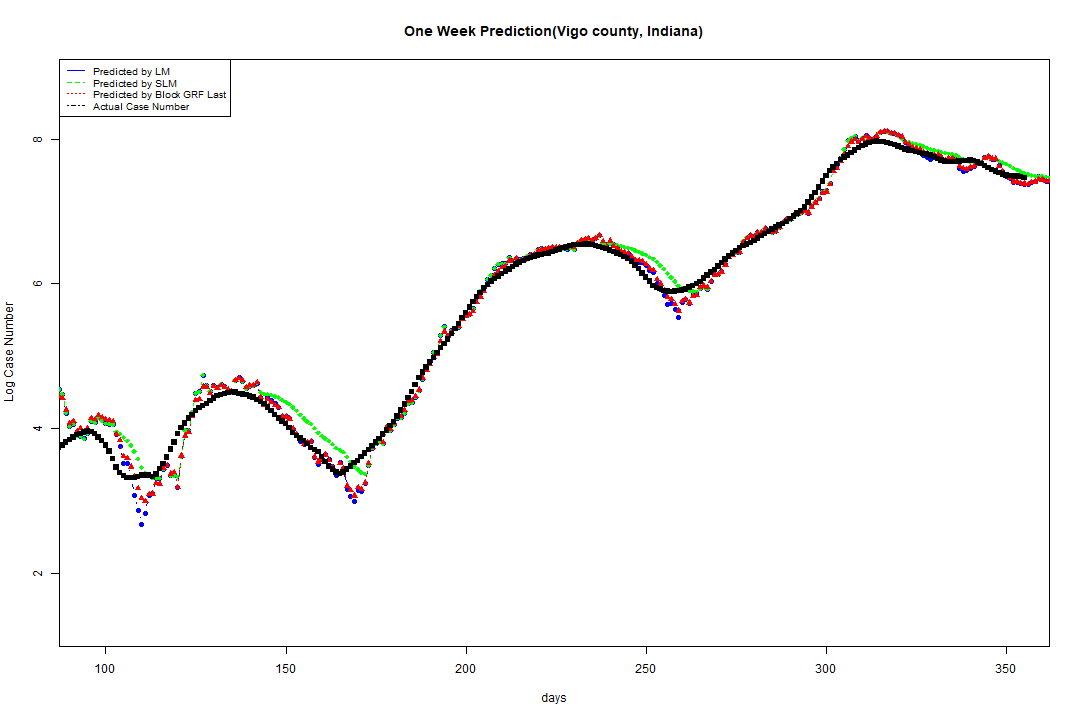 One Week Prediction(Vigo county, Indiana)
Predicted by LM
Predicted by SLM
Predicted by Block GRF Last
Actual Case Number
8
6
4
2
Log Case Number
100 150 200 250 300 350
days